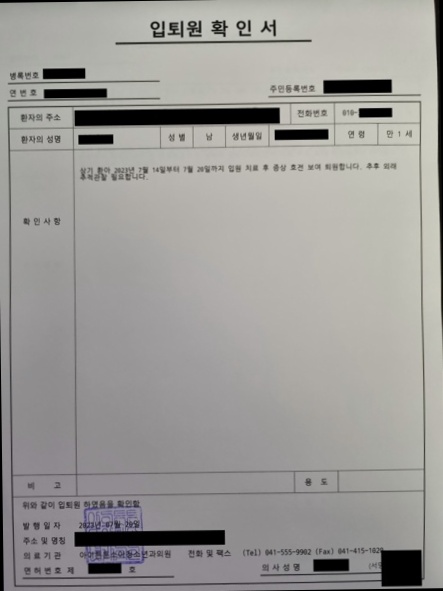 입퇴원 확인서
병록번호
연번호 주민등록번호
환자의 주소 전화번호 010-
환자의 성명 성별 남 생년월일 연령 만 1 세
상기 환아 2023년 7월 14일부터 7월 20일까지 입원 치료 후 증상 호전 보여 퇴원합니다. 추후 외래
추적관찰 필요합니다.
확인사항
비고 용도
위와 같이 입퇴원 하였음을 확인함
발행일자 2023년 07월 20일
주소 및 명칭
의료기관 아이튼튼소아청소년과의원 전화 및 팩스 (Tel) 041-555-9902 (Fax) 041-415-1020
면허번호 제 호 의사성명 (서명